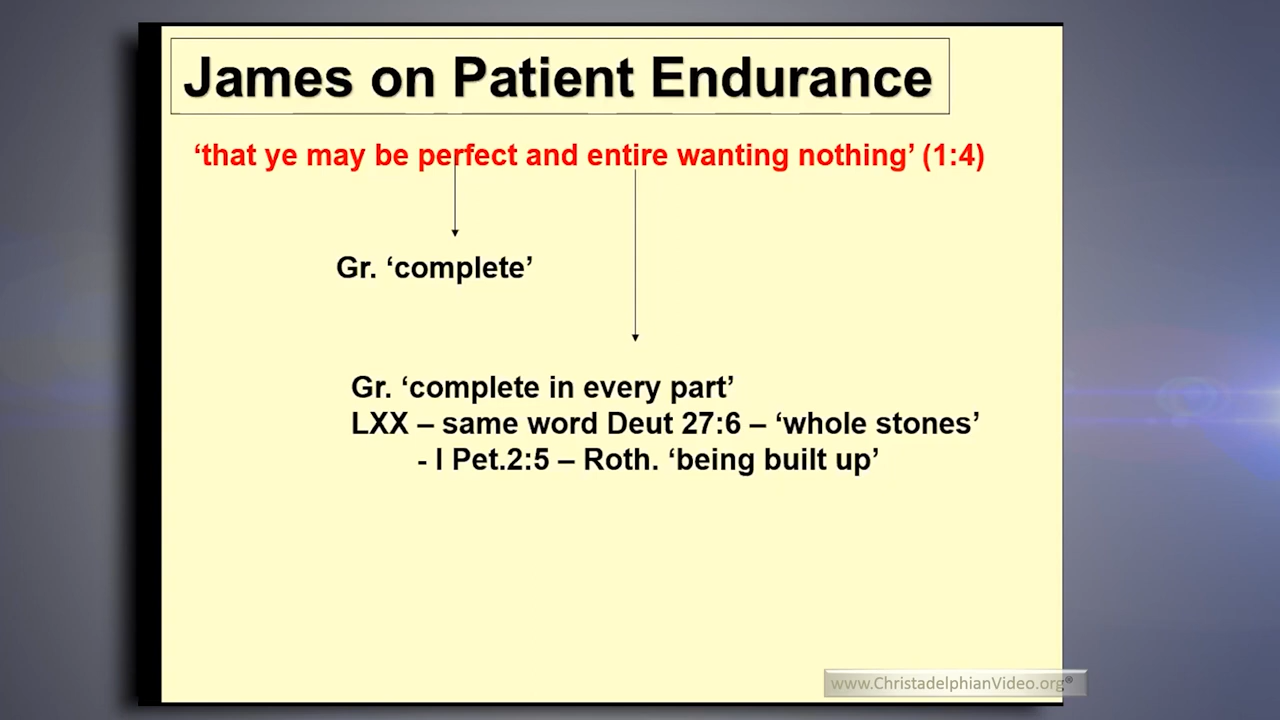 James on Patient Endurance
‘that ye may be perfect and entire wanting nothing’ (1:4)
Gr. ‘complete’
Gr. ‘complete in every part’
LXX – same word Deut 27:6 – ‘whole stones’
- I Pet.2:5 – Roth. ‘being built up’
www.ChristadelphianVideo.org®